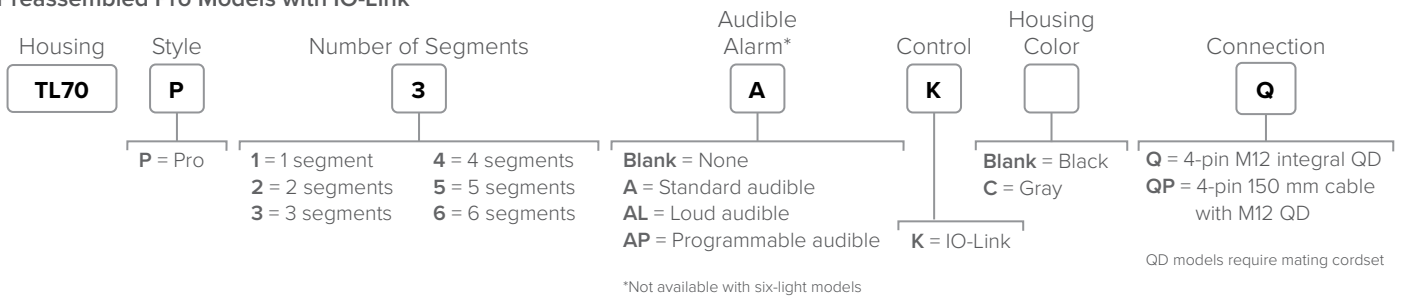 Preassembled Pro Models with IO-Link
Housing
Style
Number of Segments
Audible
Alarm*
Control
Housing
Color
Connection
TL70
P
3
A
K
Q
P = Pro
1 = 1 segment
2 = 2 segments
3 = 3 segments
4 = 4 segments
5 = 5 segments
6 = 6 segments
Blank = None
A = Standard audible
AL = Loud audible
AP = Programmable audible
*Not available with six-light models
K = IO-Link
Blank = Black
C = Gray
Q = 4-pin M12 integral QD
QP = 4-pin 150 mm cable
with M12 QD
QD models require mating cordset